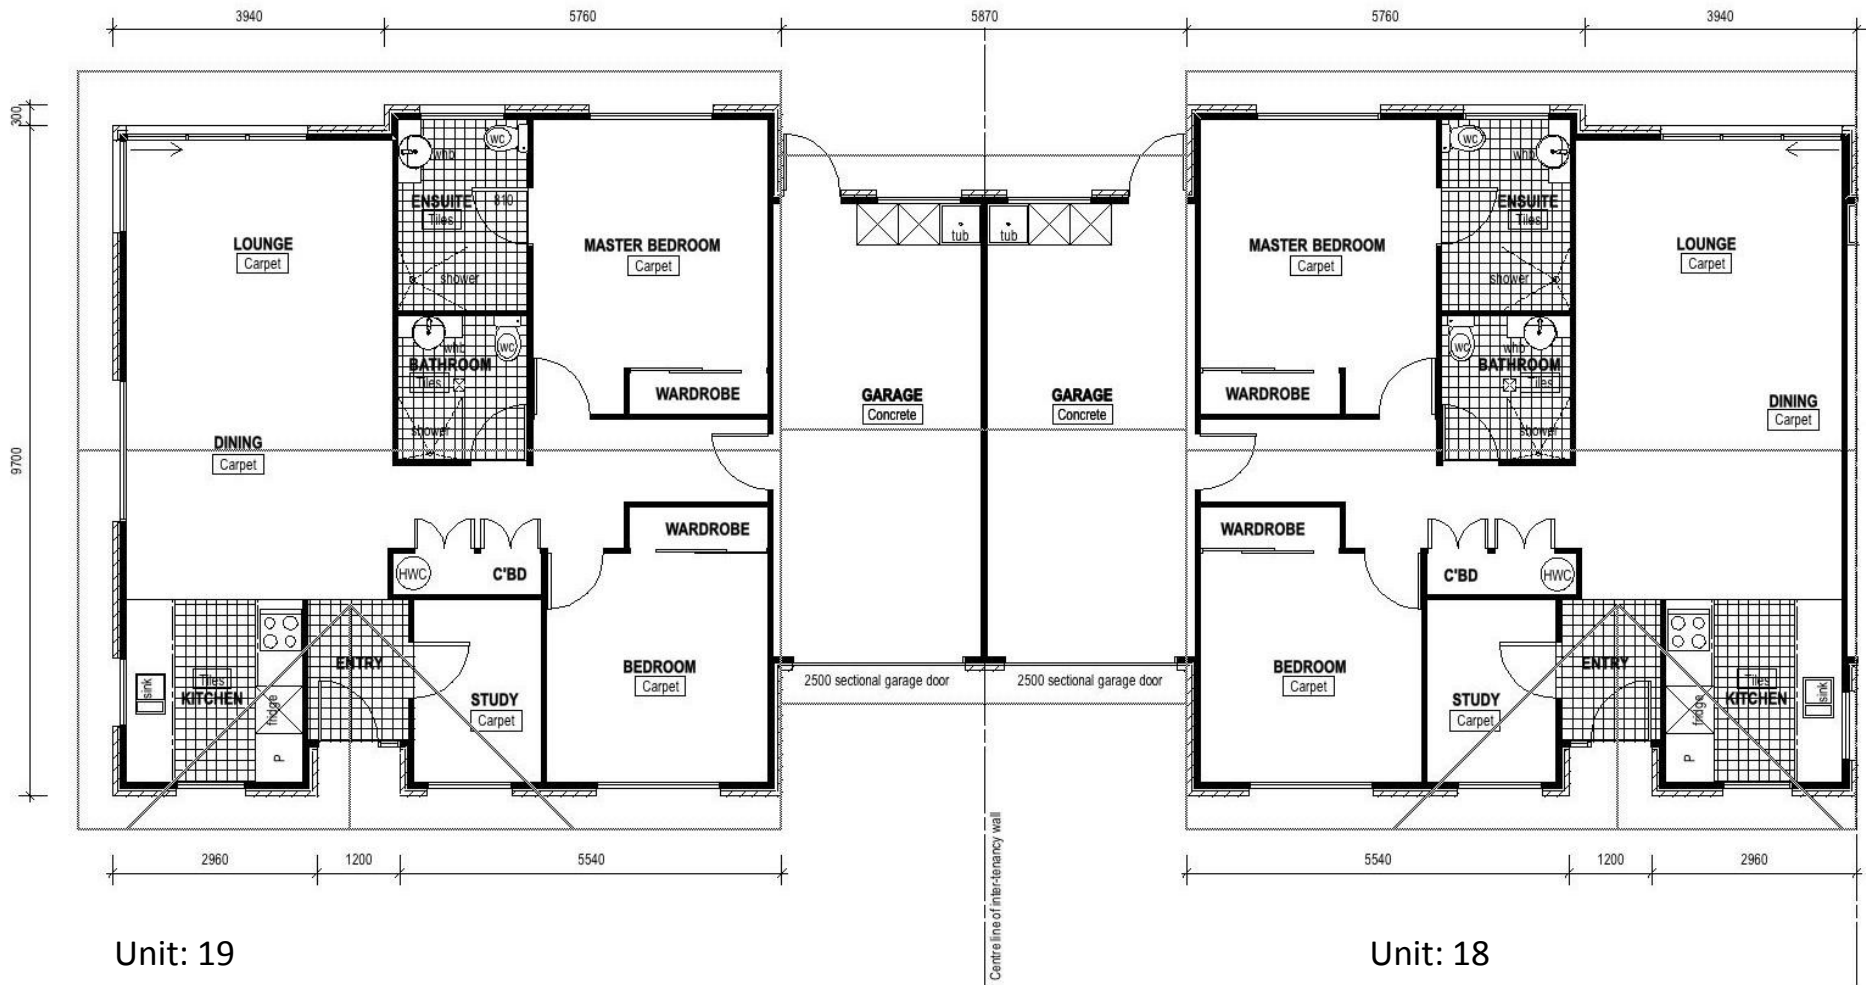 3940 5760 5870 5760 3940
300
9700
WC WC
whb whb
ENSUITE 810 ENSUITE
Tiles Tiles
tub tub
LOUNGE MASTER BEDROOM MASTER BEDROOM LOUNGE
Carpet Carpet Carpet Carpet
shower shower
WC WC
whb whb
BATHROOM BATHROOM
Tiles Tiles
WARDROBE GARAGE GARAGE WARDROBE
Concrete Concrete
DINING
Carpet
shower shower
DINING
Carpet
WARDROBE WARDROBE
HWC C'BD C'BD HWC
ENTRY BEDROOM BEDROOM ENTRY
Carpet Carpet
2500 sectional garage door 2500 sectional garage door
Tiles Tiles
sink KITCHEN fridge STUDY STUDY fridge KITCHEN sink
Carpet Carpet
P P
2960 1200 5540 5540 1200 2960
Centre line of inter-tenancy wall
Unit: 19 Unit: 18